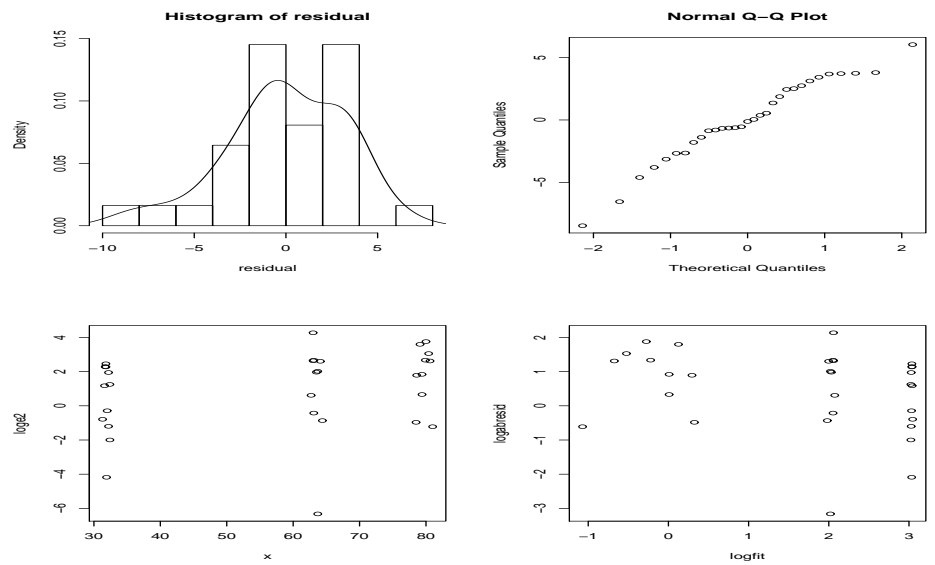 Histogram of residual
Density
0.00 0.05 0.10 0.15
−10 −5 0 5
residual
Normal Q−Q Plot
Sample Quantiles
−5 0 5
−2 −1 0 1 2
Theoretical Quantiles
loge2
−6 −4 −2 0 2 4
30 40 50 60 70 80
x
logabresid
−3 −2 −1 0 1 2
−1 0 1 2 3
logfit